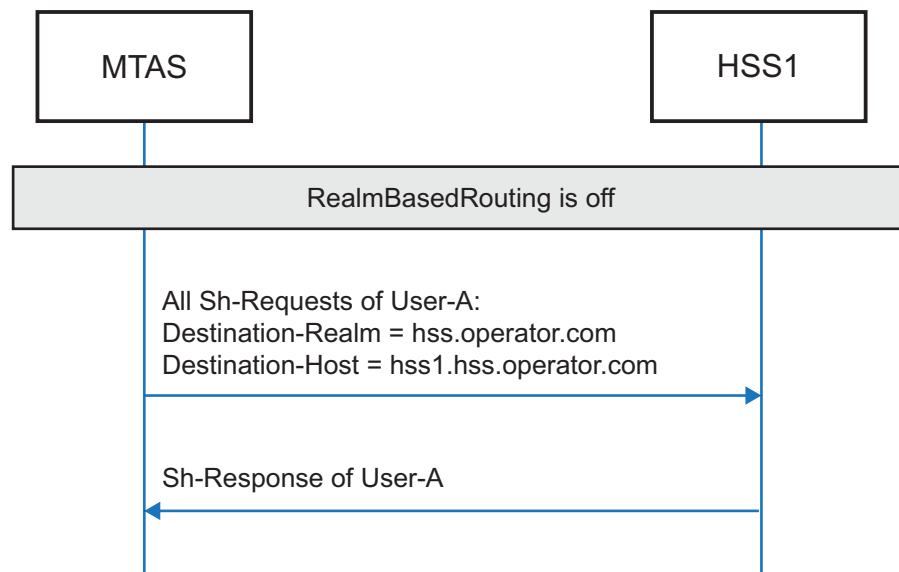 MTAS
HSS1
RealmBasedRouting is off
All Sh-Requests of User-A:
Destination-Realm = hss.operator.com
Destination-Host = hss1.hss.operator.com
Sh-Response of User-A